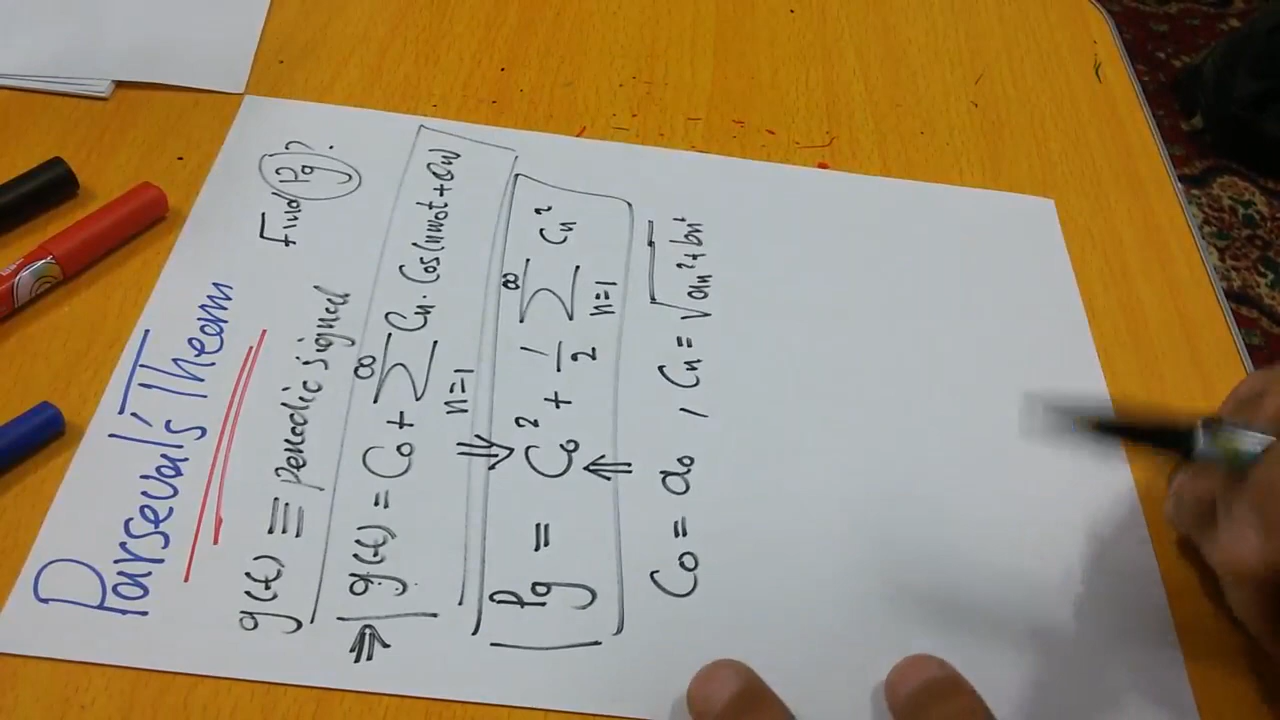 Parseval's Theorm
g(t) ≡ periodic signal Find Pg?
⇒ g(t) = C₀ + ∑_{n=1}^{∞} Cₙ · Cos(nω₀t + θₙ)
Pg = C₀² + 1/2 ∑_{n=1}^{∞} Cₙ²
C₀ = a₀ , Cₙ = √(aₙ² + bₙ²)